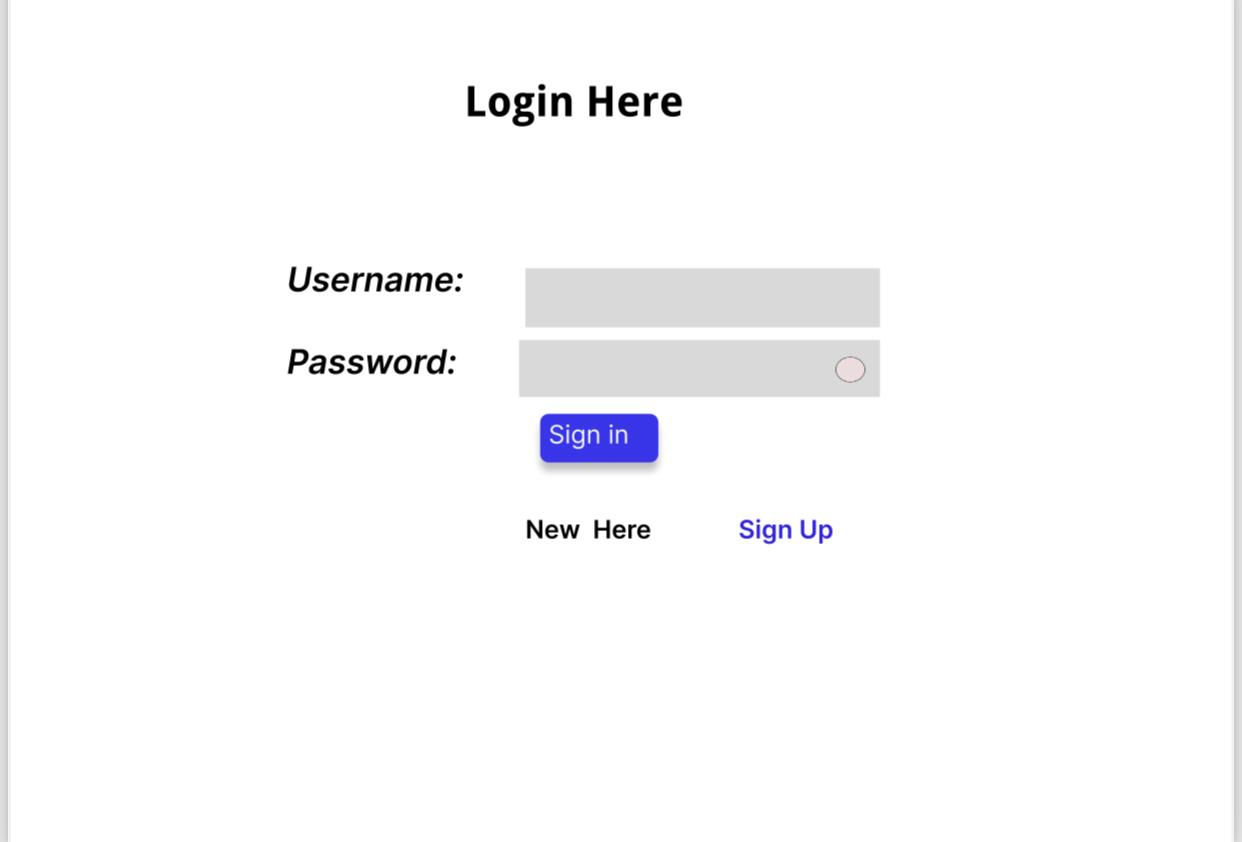 Login Here
Username:
Password:
Sign in
New  Here Sign Up